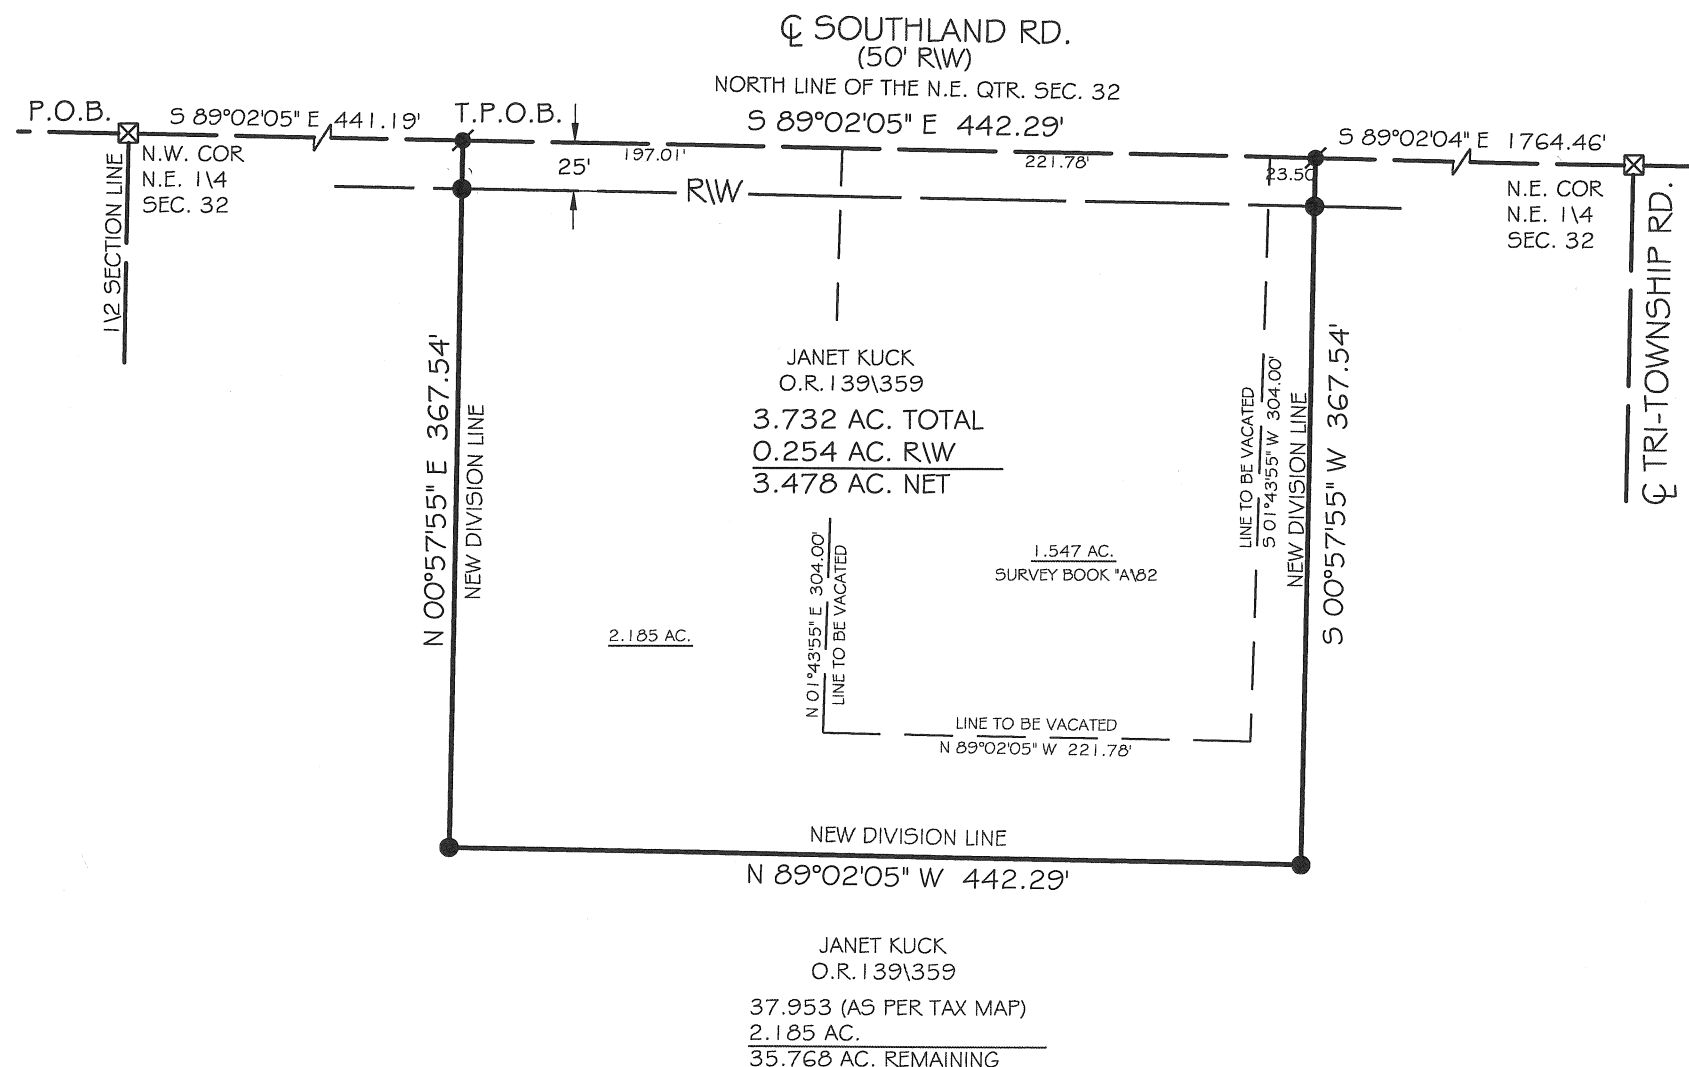 ℄ SOUTHLAND RD.
(50' R\W)
NORTH LINE OF THE N.E. QTR. SEC. 32
P.O.B.
S 89°02'05" E 441.19'
T.P.O.B.
S 89°02'05" E 442.29'
S 89°02'04" E 1764.46'
N.W. COR
N.E. 1\4
SEC. 32
25'
197.01'
221.78'
23.50
N.E. COR
N.E. 1\4
SEC. 32
R\W
1\2 SECTION LINE
℄ TRI-TOWNSHIP RD.
N 00°57'55" E 367.54'
NEW DIVISION LINE
JANET KUCK
O.R. 139\359
3.732 AC. TOTAL
0.254 AC. R\W
3.478 AC. NET
LINE TO BE VACATED
S 01°43'55" W 304.00'
NEW DIVISION LINE
S 00°57'55" W 367.54'
N 01°43'55" E 304.00'
LINE TO BE VACATED
1.547 AC.
SURVEY BOOK "A\82
2.185 AC.
LINE TO BE VACATED
N 89°02'05" W 221.78'
NEW DIVISION LINE
N 89°02'05" W 442.29'
JANET KUCK
O.R. 139\359
37.953 (AS PER TAX MAP)
2.185 AC.
35.768 AC. REMAINING